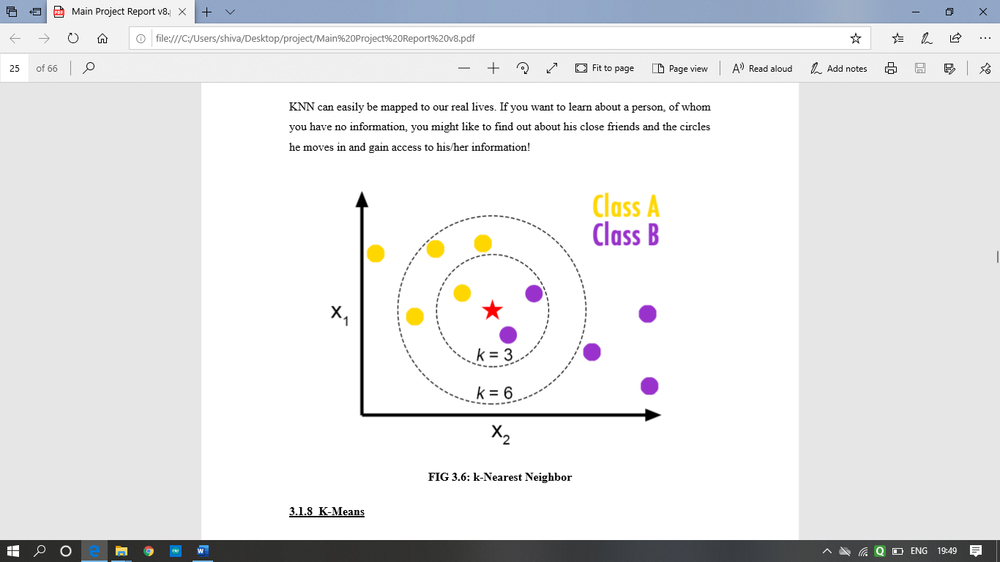 Main Project Report v8.p
file:///C:/Users/shiva/Desktop/project/Main%20Project%20Report%20v8.pdf
25 of 66
Fit to page
Page view
Read aloud
Add notes
KNN can easily be mapped to our real lives. If you want to learn about a person, of whom
you have no information, you might like to find out about his close friends and the circles
he moves in and gain access to his/her information!
Class A
Class B
X1
k = 3
k = 6
X2
FIG 3.6: k-Nearest Neighbor
3.1.8 K-Means
ENG 19:49